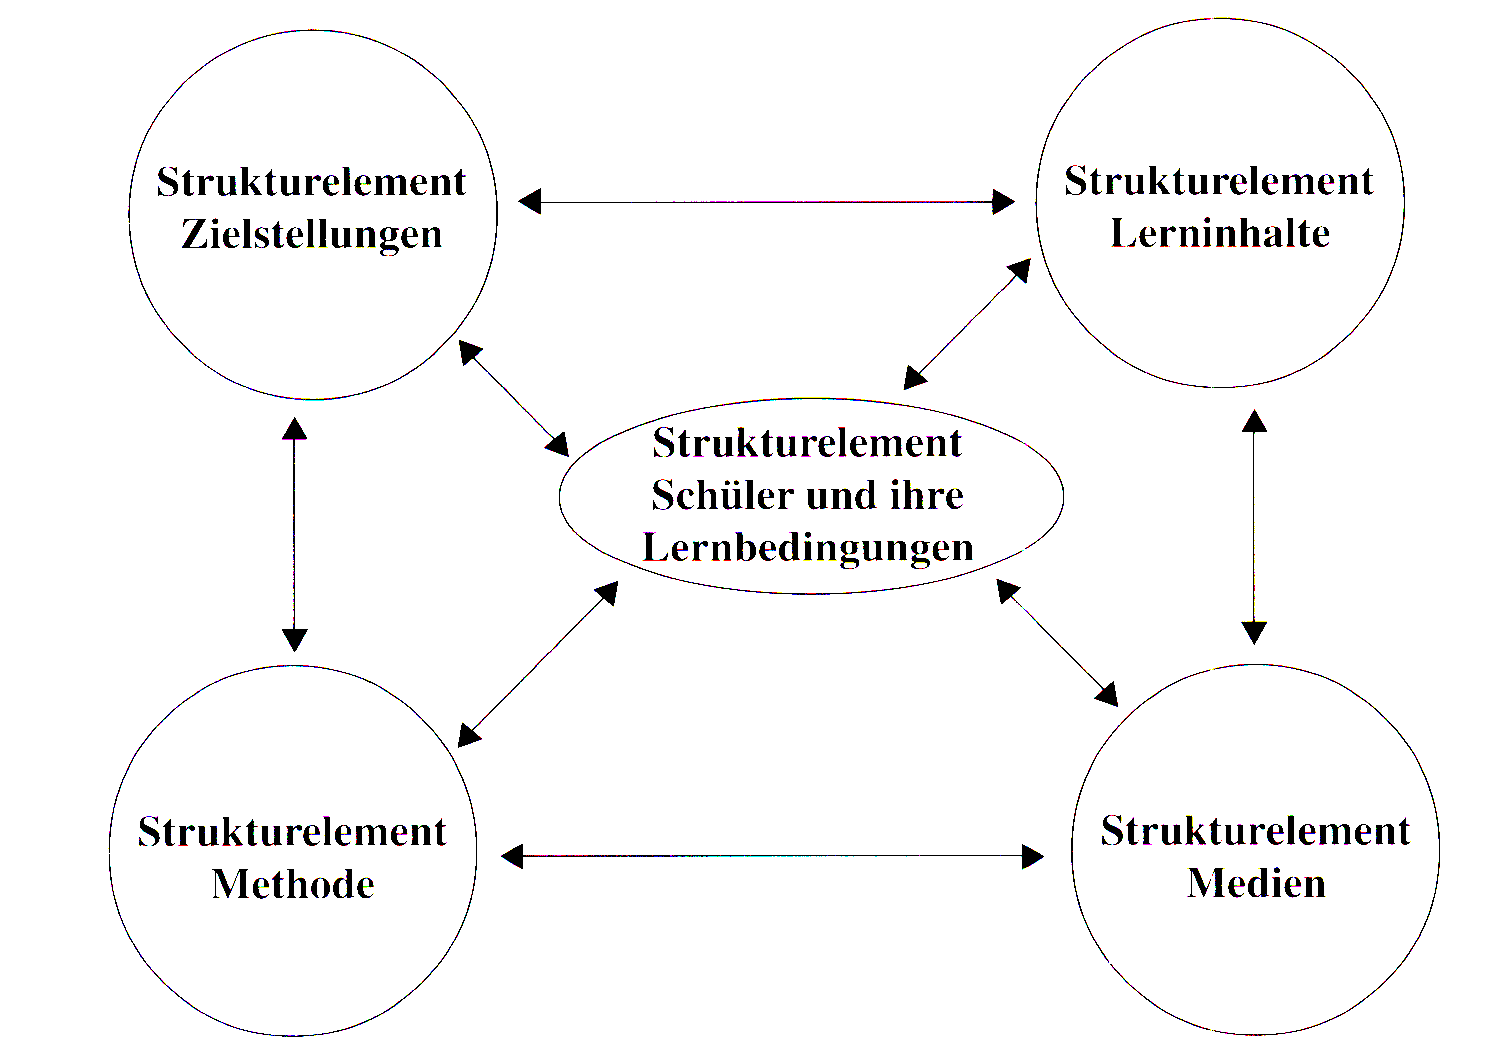 Strukturelement
Zielstellungen
Strukturelement
Lerninhalte
Strukturelement
Schüler und ihre
Lernbedingungen
Strukturelement
Methode
Strukturelement
Medien